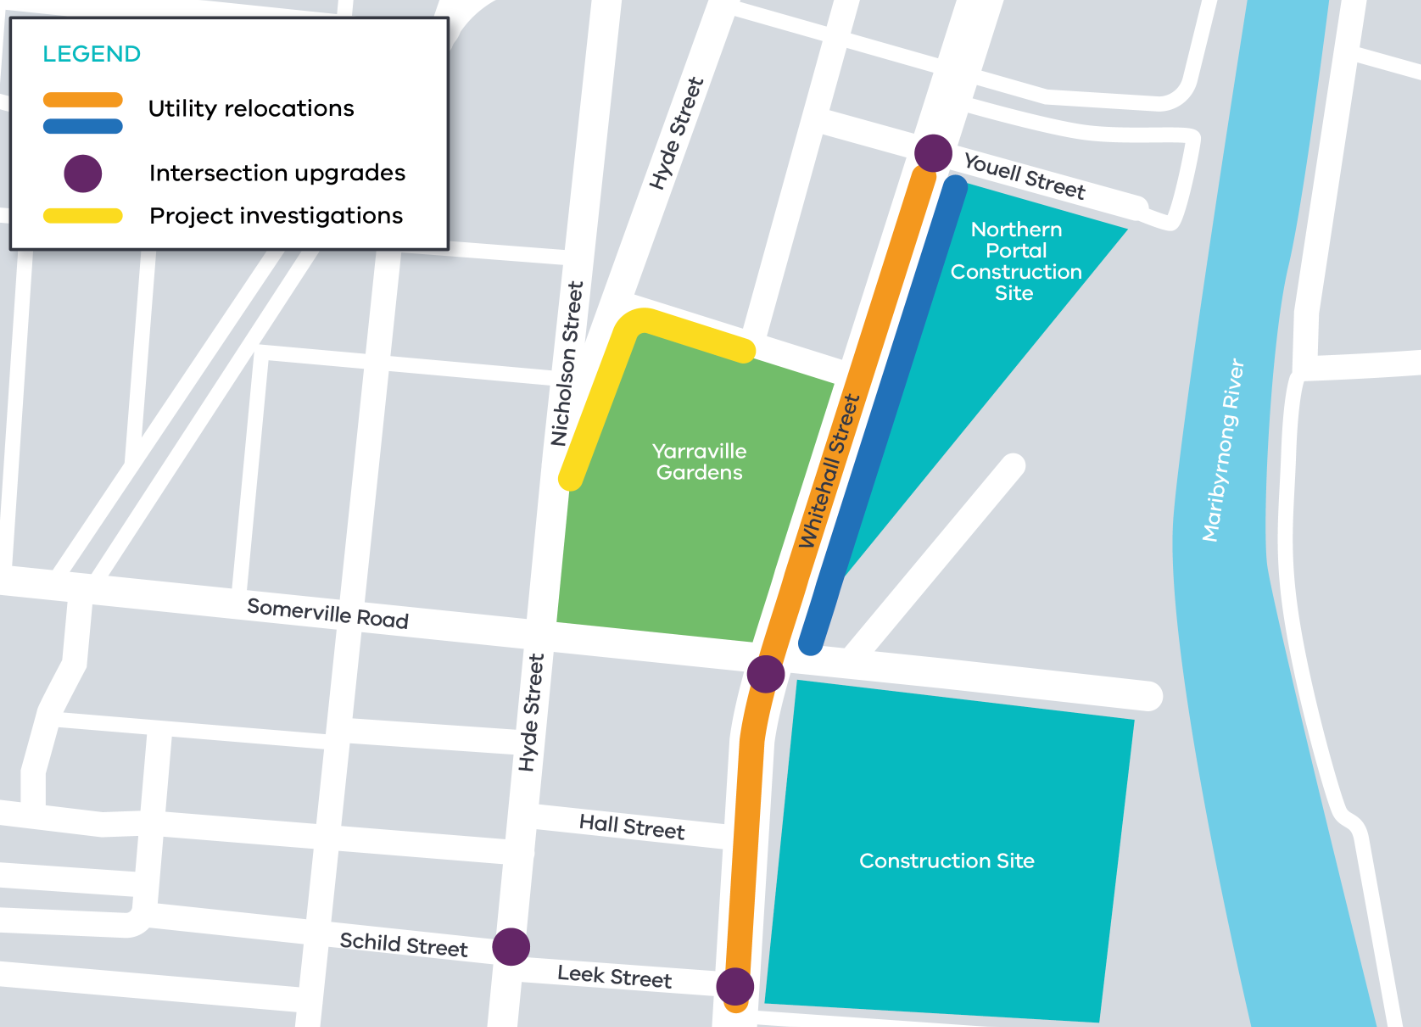 LEGEND
Utility relocations
Intersection upgrades
Project investigations
Hyde Street
Youell Street
Northern
Portal
Construction
Site
Nicholson Street
Whitehall Street
Maribyrnong River
Yarraville
Gardens
Somerville Road
Hyde Street
Hall Street
Construction Site
Schild Street
Leek Street